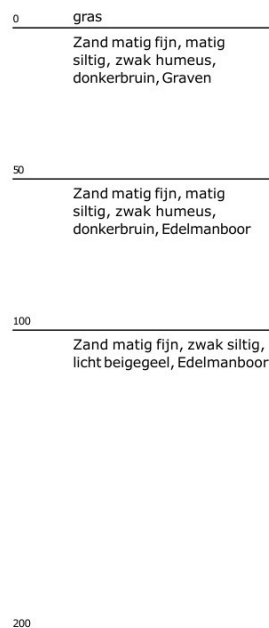 0 gras
Zand matig fijn, matig
siltig, zwak humeus,
donkerbruin, Graven
50
Zand matig fijn, matig
siltig, zwak humeus,
donkerbruin, Edelmanboor
100
Zand matig fijn, zwak siltig,
licht beigegeel, Edelmanboor
200